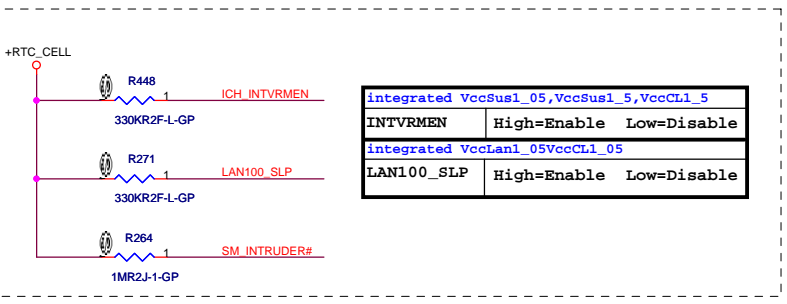 +RTC_CELL
R448
1
ICH_INTVRMEN
330KR2F-L-GP
R271
1
LAN100_SLP
330KR2F-L-GP
R264
1
SM_INTRUDER#
1MR2J-1-GP
integrated VccSus1_05,VccSus1_5,VccCL1_5
INTVRMEN High=Enable Low=Disable
integrated VccLan1_05VccCL1_05
LAN100_SLP High=Enable Low=Disable